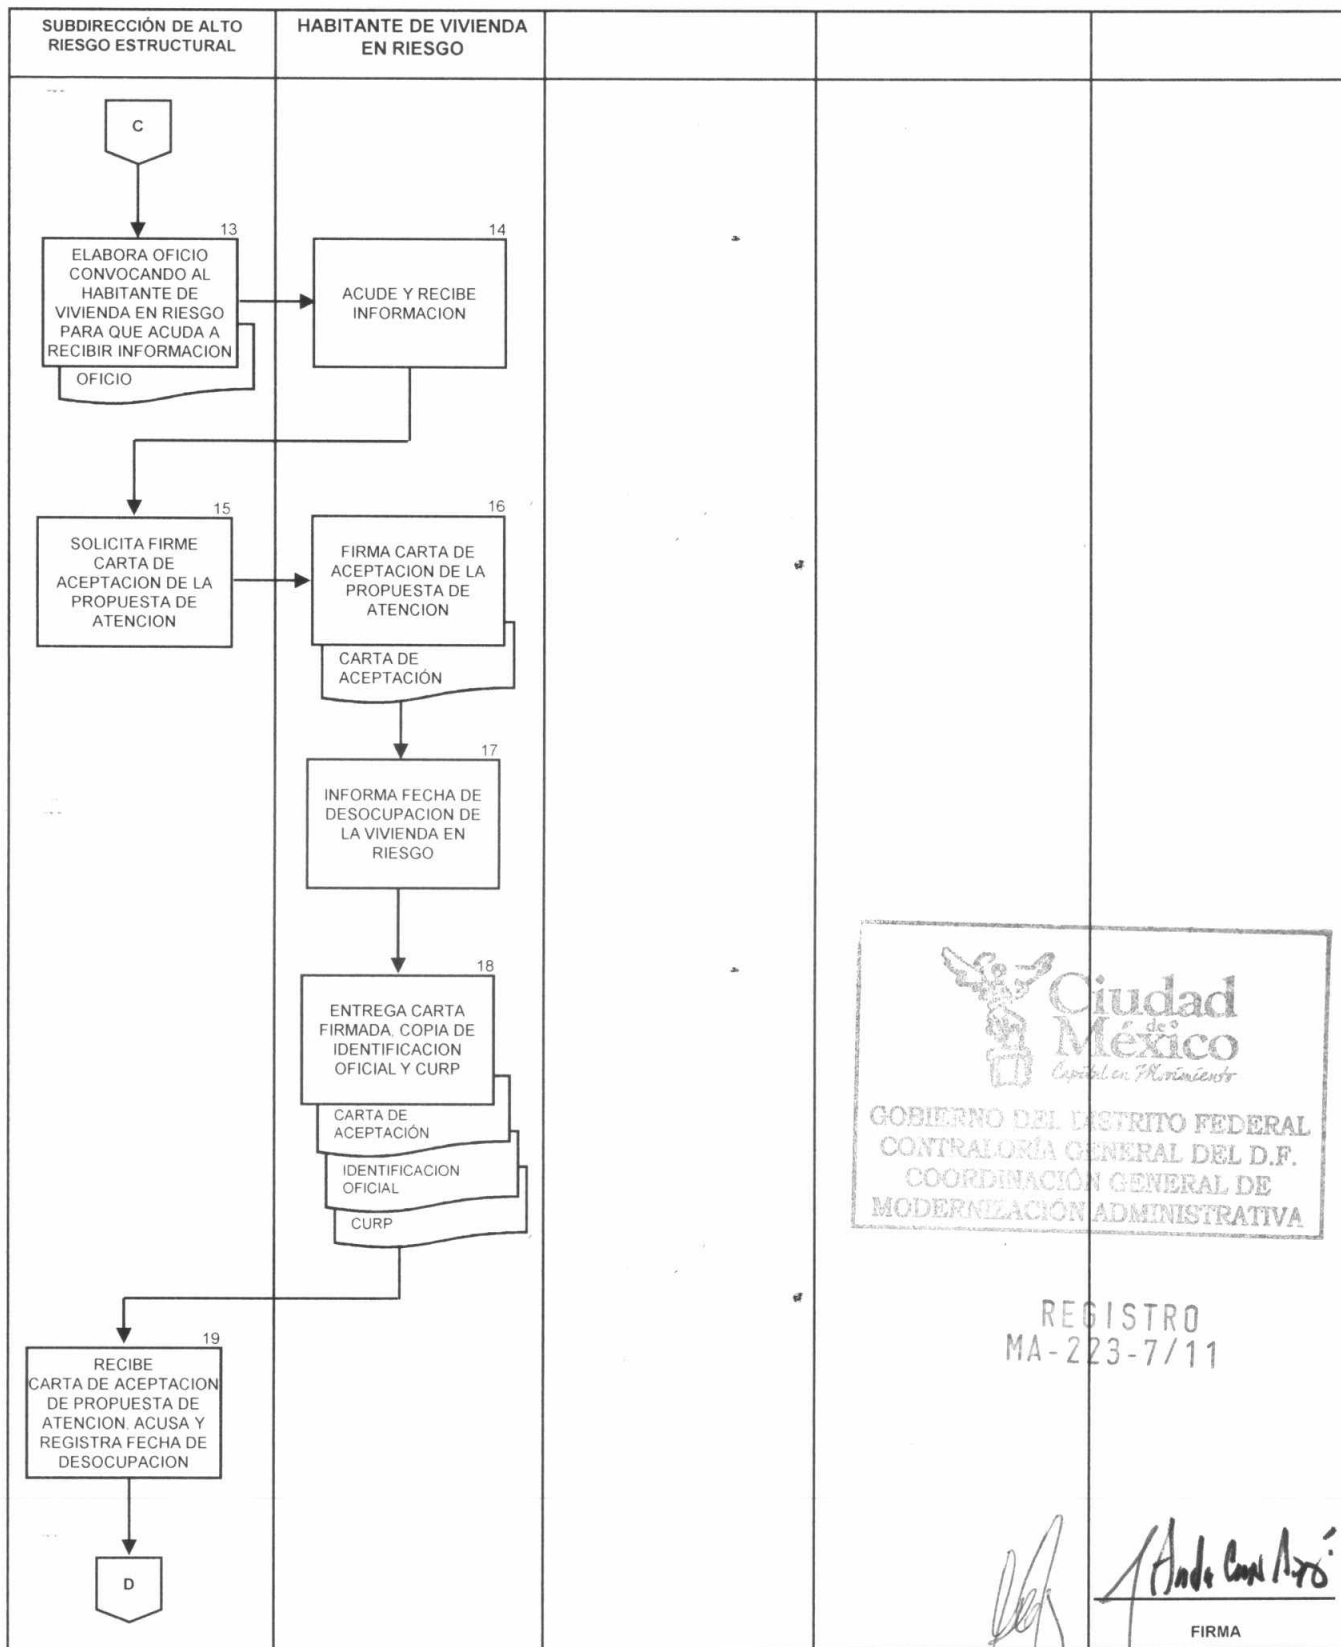 SUBDIRECCIÓN DE ALTO
RIESGO ESTRUCTURAL
HABITANTE DE VIVIENDA
EN RIESGO
C
13
ELABORA OFICIO
CONVOCANDO AL
HABITANTE DE
VIVIENDA EN RIESGO
PARA QUE ACUDA A
RECIBIR INFORMACION
OFICIO
14
ACUDE Y RECIBE
INFORMACION
15
SOLICITA FIRME
CARTA DE
ACEPTACION DE LA
PROPUESTA DE
ATENCION
16
FIRMA CARTA DE
ACEPTACION DE LA
PROPUESTA DE
ATENCION
CARTA DE
ACEPTACIÓN
17
INFORMA FECHA DE
DESOCUPACION DE
LA VIVIENDA EN
RIESGO
18
ENTREGA CARTA
FIRMADA, COPIA DE
IDENTIFICACION
OFICIAL Y CURP
CARTA DE
ACEPTACIÓN
IDENTIFICACION
OFICIAL
CURP
19
RECIBE
CARTA DE ACEPTACION
DE PROPUESTA DE
ATENCION, ACUSA Y
REGISTRA FECHA DE
DESOCUPACION
D
Ciudad
de
México
Capital en Movimiento
GOBIERNO DEL DISTRITO FEDERAL
CONTRALORÍA GENERAL DEL D.F.
COORDINACIÓN GENERAL DE
MODERNIZACIÓN ADMINISTRATIVA
REGISTRO
MA-223-7/11
FIRMA